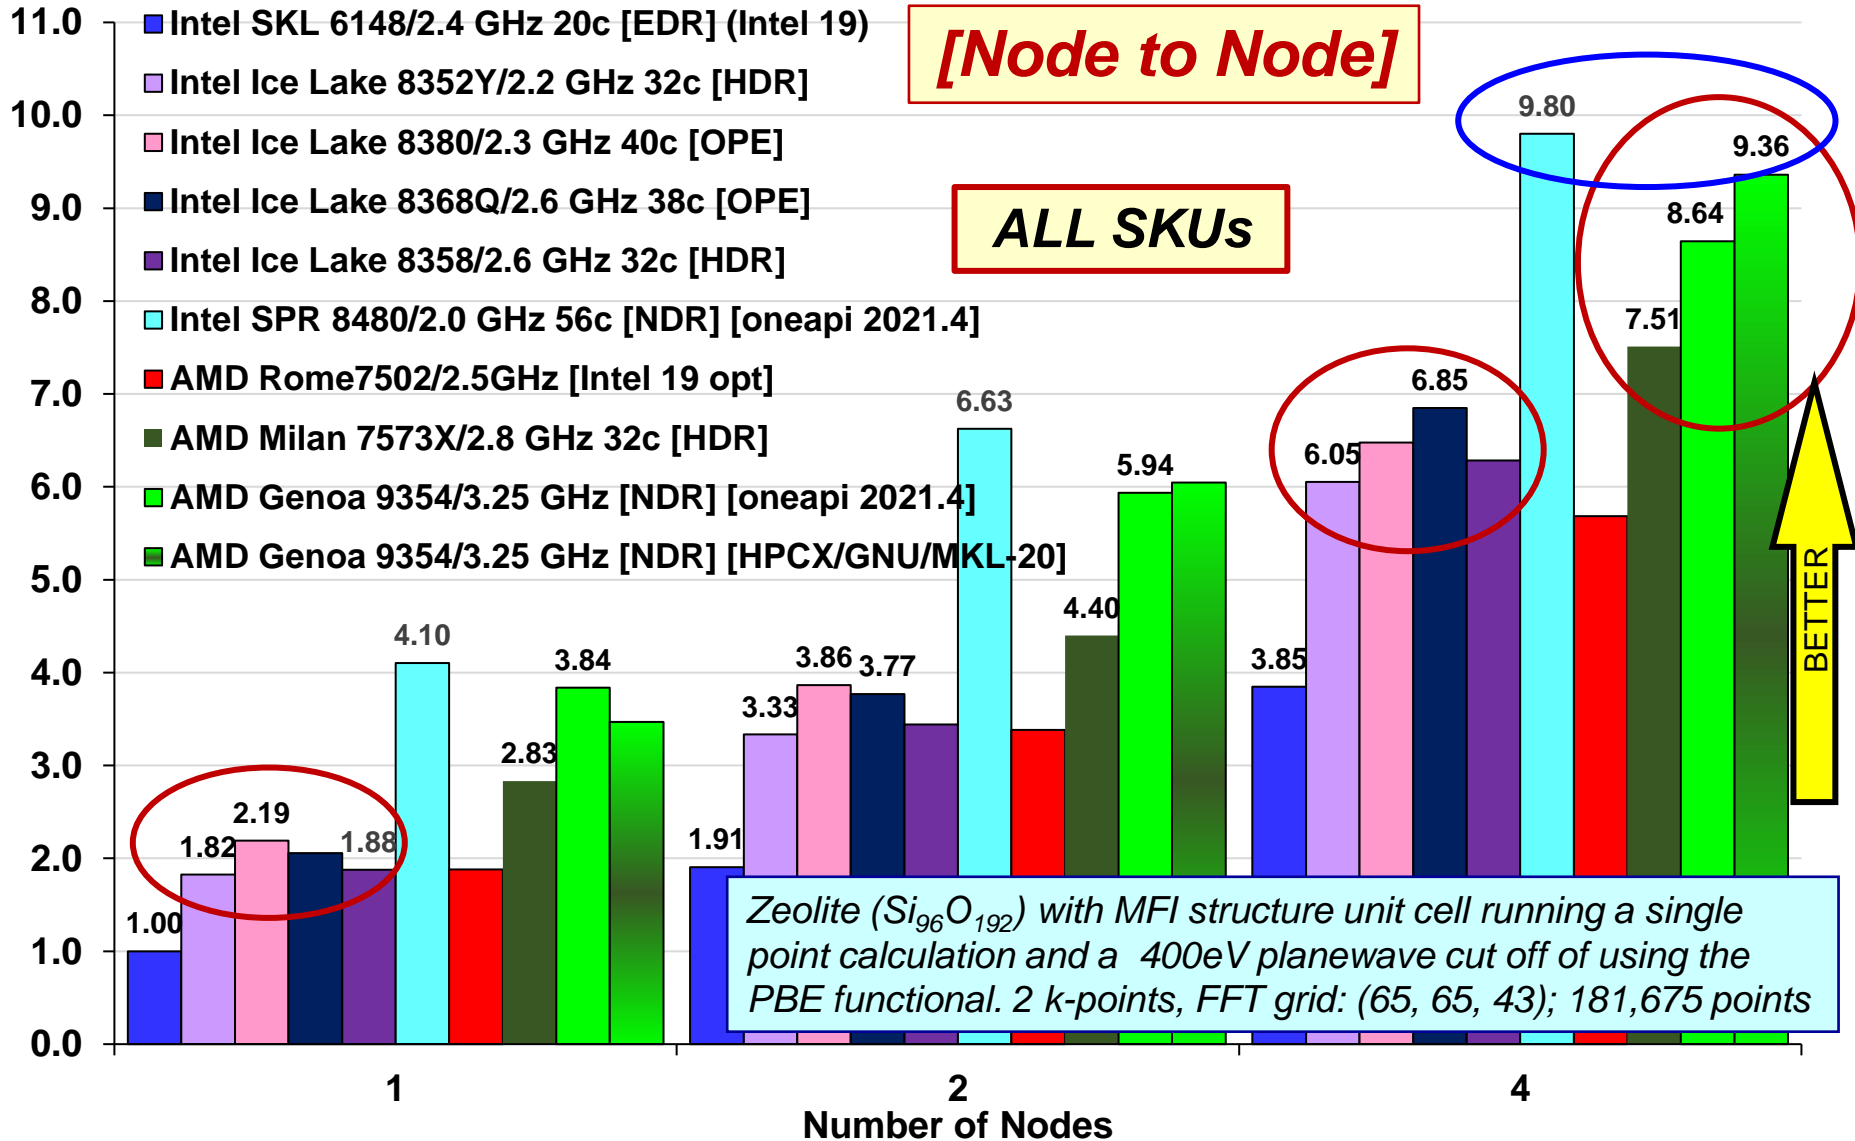 11.0
10.0
9.0
8.0
7.0
6.0
5.0
4.0
3.0
2.0
1.0
0.0
Intel SKL 6148/2.4 GHz 20c [EDR] (Intel 19)
Intel Ice Lake 8352Y/2.2 GHz 32c [HDR]
Intel Ice Lake 8380/2.3 GHz 40c [OPE]
Intel Ice Lake 8368Q/2.6 GHz 38c [OPE]
Intel Ice Lake 8358/2.6 GHz 32c [HDR]
Intel SPR 8480/2.0 GHz 56c [NDR] [oneapi 2021.4]
AMD Rome7502/2.5GHz [Intel 19 opt]
AMD Milan 7573X/2.8 GHz 32c [HDR]
AMD Genoa 9354/3.25 GHz [NDR] [oneapi 2021.4]
AMD Genoa 9354/3.25 GHz [NDR] [HPCX/GNU/MKL-20]
[Node to Node]
ALL SKUs
1.00
1.82
2.19
1.88
4.10
2.83
3.84
1.91
3.33
3.86
3.77
6.63
4.40
5.94
3.85
6.05
6.85
9.80
7.51
8.64
9.36
BETTER
Zeolite (Si96O192) with MFI structure unit cell running a single
point calculation and a 400eV planewave cut off of using the
PBE functional. 2 k-points, FFT grid: (65, 65, 43); 181,675 points
1
2
4
Number of Nodes